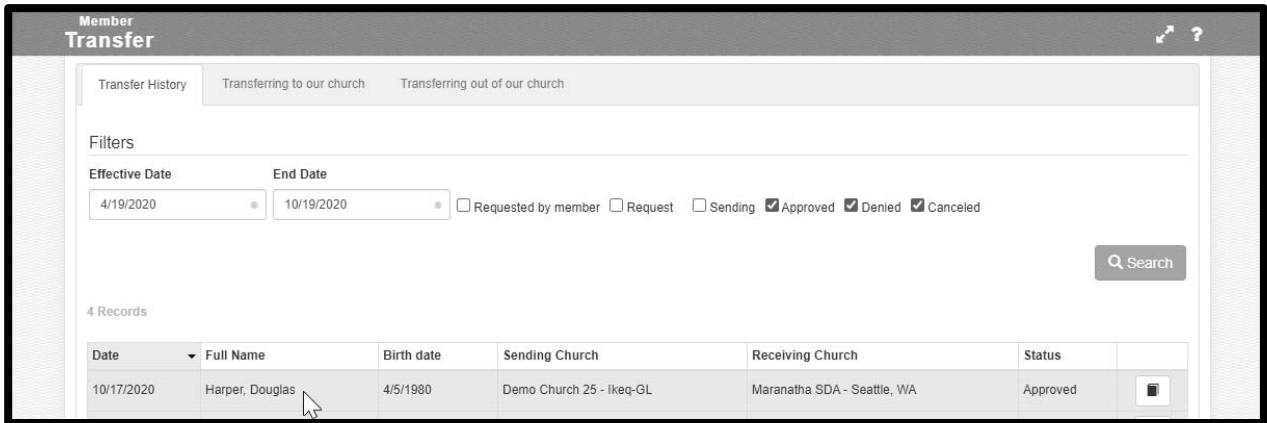 Member
Transfer
?
Transfer History Transferring to our church Transferring out of our church
Filters
Effective Date End Date
4/19/2020 10/19/2020 Requested by member Request Sending Approved Denied Canceled
Search
4 Records
Date Full Name Birth date Sending Church Receiving Church Status
10/17/2020 Harper, Douglas 4/5/1980 Demo Church 25 - Ikeq-GL Maranatha SDA - Seattle, WA Approved